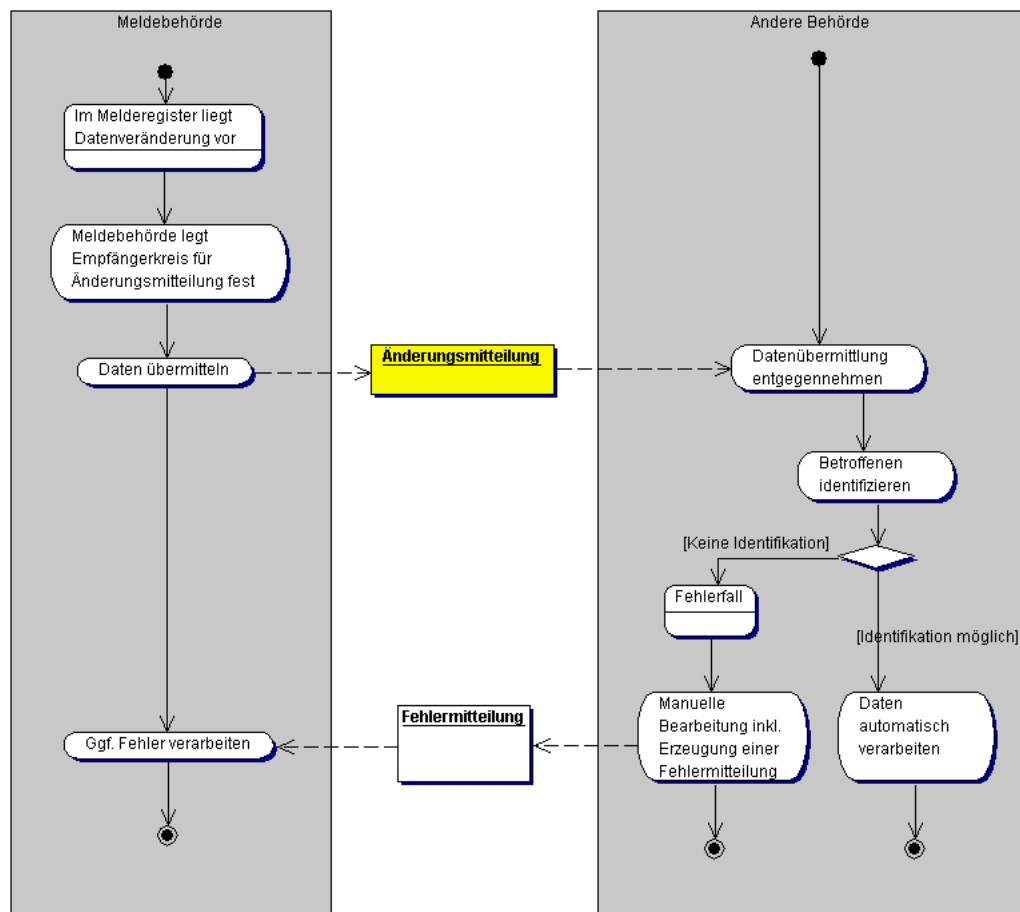 Meldebehörde
Im Melderegister liegt
Datenveränderung vor
Meldebehörde legt
Empfängerkreis für
Änderungsmitteilung fest
Daten übermitteln
Änderungsmitteilung
Andere Behörde
Datenübermittlung
entgegennehmen
Betroffenen
identifizieren
[Keine Identifikation]
Fehlerfall
[Identifikation möglich]
Manuelle
Bearbeitung inkl.
Erzeugung einer
Fehlermitteilung
Daten
automatisch
verarbeiten
Fehlermitteilung
Ggf. Fehler verarbeiten